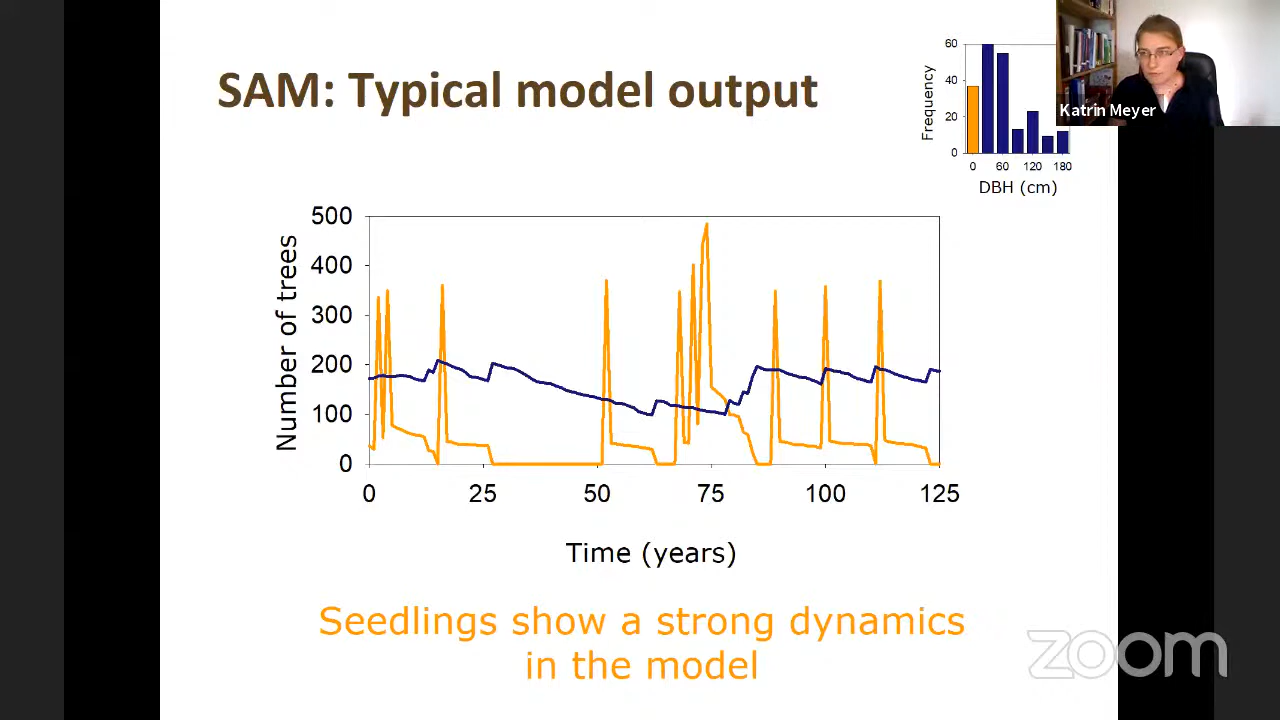 SAM: Typical model output
60
40
20
0
Frequency
0 60 120 180
DBH (cm)
Katrin Meyer
500
400
300
200
100
0
Number of trees
0 25 50 75 100 125
Time (years)
Seedlings show a strong dynamics
in the model
zoom